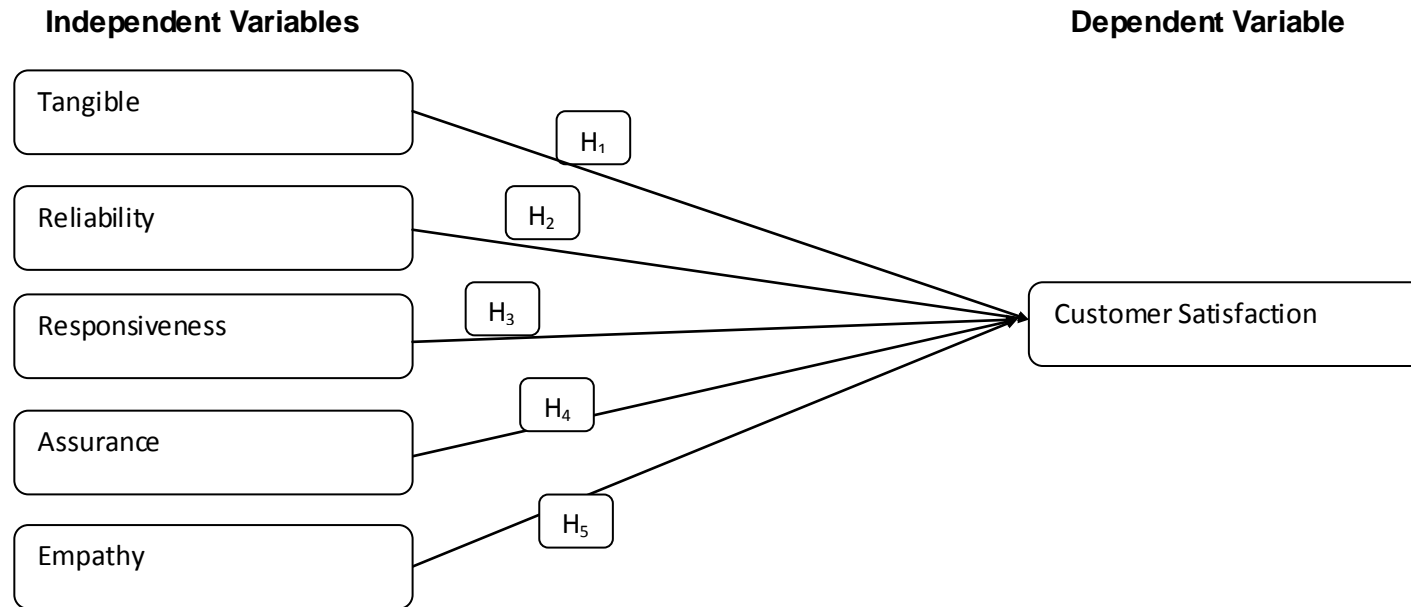 Independent Variables
Dependent Variable
Tangible
H₁
Reliability
H₂
Responsiveness
H₃
Customer Satisfaction
Assurance
H₄
Empathy
H₅